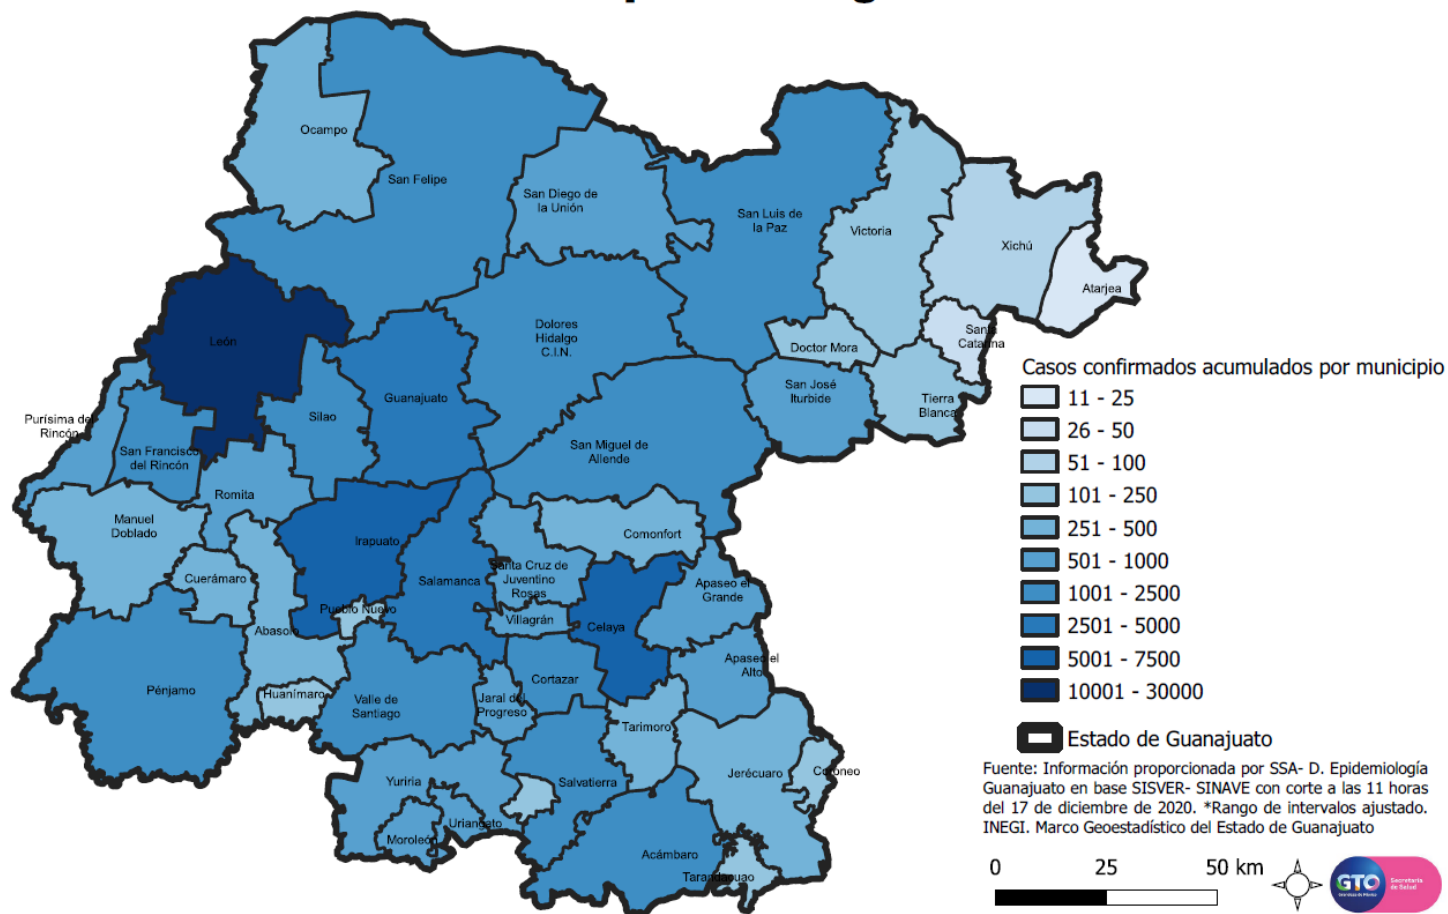 Ocampo
San Felipe
San Diego de
la Unión
San Luis de
la Paz
Victoria
Xichú
Atarjea
León
Dolores
Hidalgo
C.I.N.
Doctor Mora
Santa
Catarina
Guanajuato
Silao
San José
Iturbide
Tierra
Blanca
Purísima del
Rincón
San Francisco
del Rincón
San Miguel de
Allende
Romita
Manuel
Doblado
Irapuato
Comonfort
Cuerámaro
Salamanca
Santa Cruz de
Juventino
Rosas
Apaseo el
Grande
Pueblo Nuevo
Villagrán
Celaya
Abasolo
Apaseo el
Alto
Pénjamo
Huanímaro
Valle de
Santiago
Jaral del
Progreso
Cortazar
Tarimoro
Jerécuaro
Coroneo
Yuriria
Salvatierra
Uriangato
Moroleón
Acámbaro
Tarandacuao
Casos confirmados acumulados por municipio
11 - 25
26 - 50
51 - 100
101 - 250
251 - 500
501 - 1000
1001 - 2500
2501 - 5000
5001 - 7500
10001 - 30000
Estado de Guanajuato
Fuente: Información proporcionada por SSA- D. Epidemiología
Guanajuato en base SISVER- SINAVE con corte a las 11 horas
del 17 de diciembre de 2020. *Rango de intervalos ajustado.
INEGI. Marco Geoestadístico del Estado de Guanajuato
0 25 50 km
GTO
Secretaría
de Salud